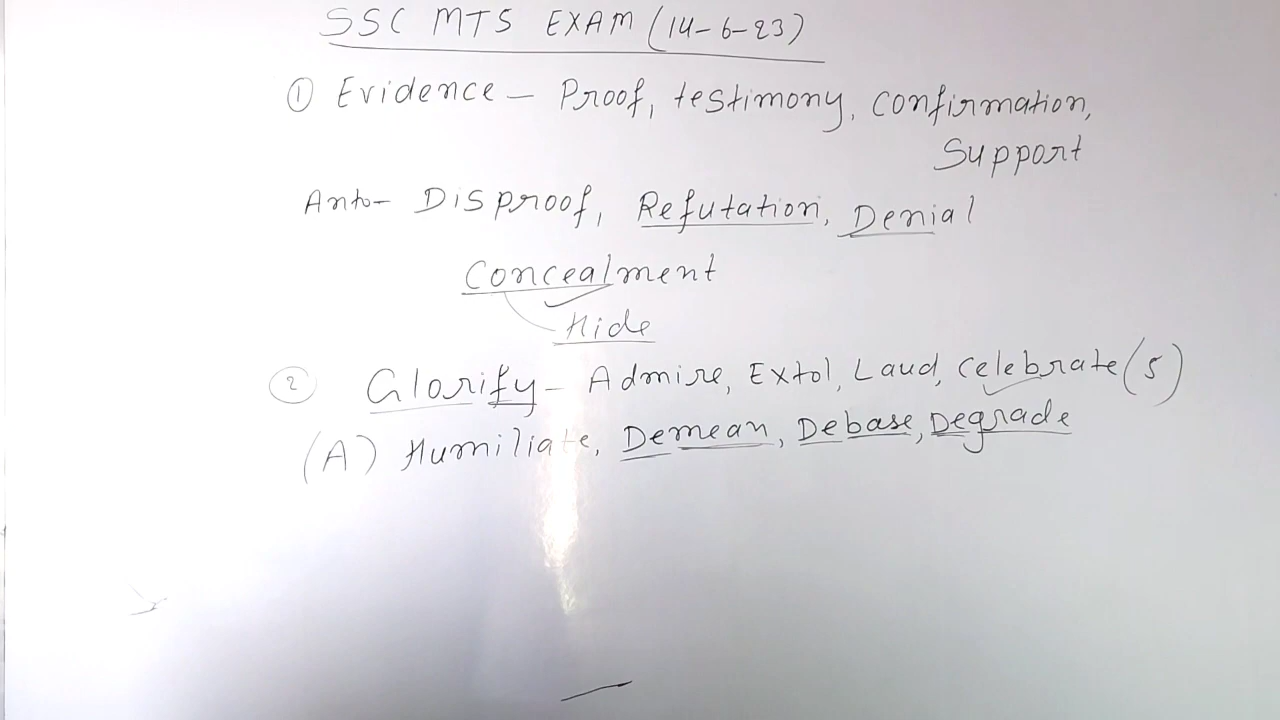 SSC MTS EXAM (14-6-23)
① Evidence – Proof, testimony, confirmation,
Support
Anto- Disproof, Refutation, Denial
Concealment
Hide
② Glorify – Admire, Extol, Laud, celebrate (S)
(A) Humiliate, Demean, Debase, Degrade